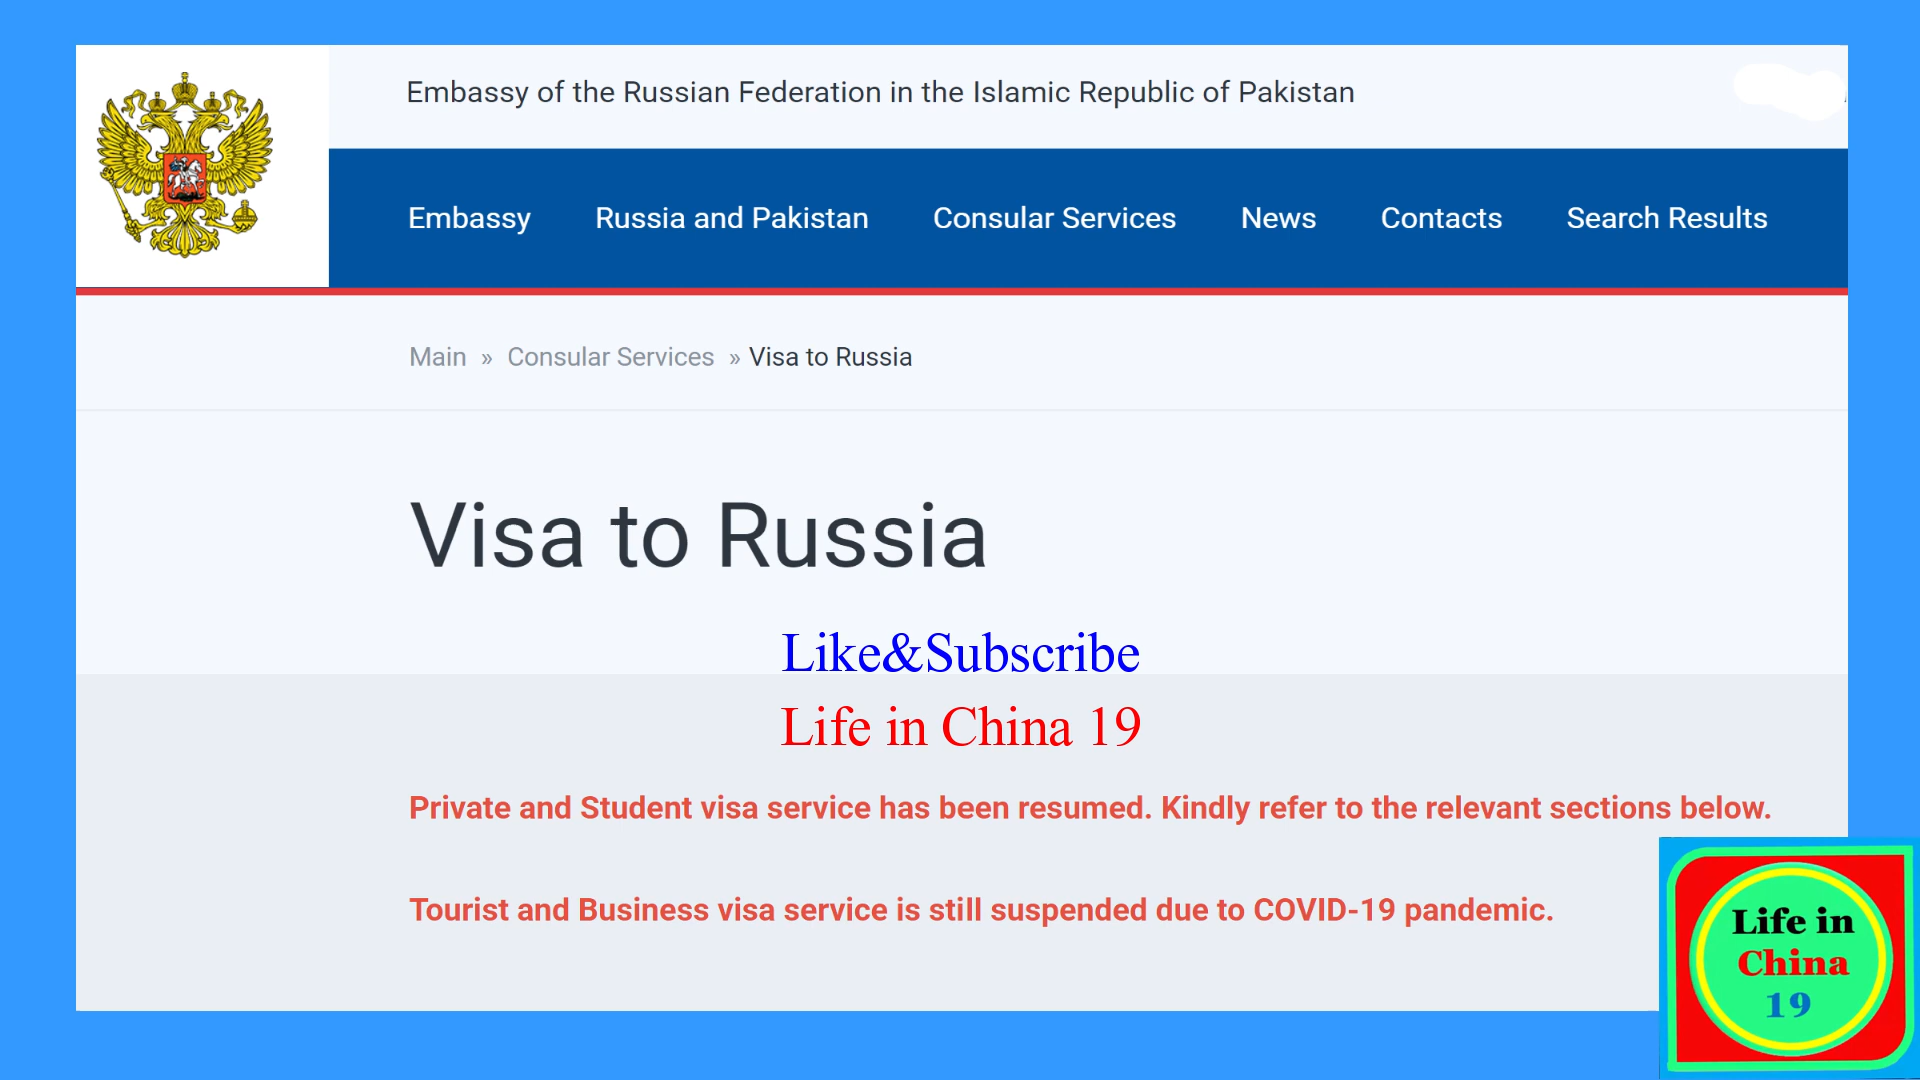 Embassy of the Russian Federation in the Islamic Republic of Pakistan
Embassy Russia and Pakistan Consular Services News Contacts Search Results
Main » Consular Services » Visa to Russia
Visa to Russia
Like&Subscribe
Life in China 19
Private and Student visa service has been resumed. Kindly refer to the relevant sections below.
Tourist and Business visa service is still suspended due to COVID-19 pandemic.
Life in
China
19